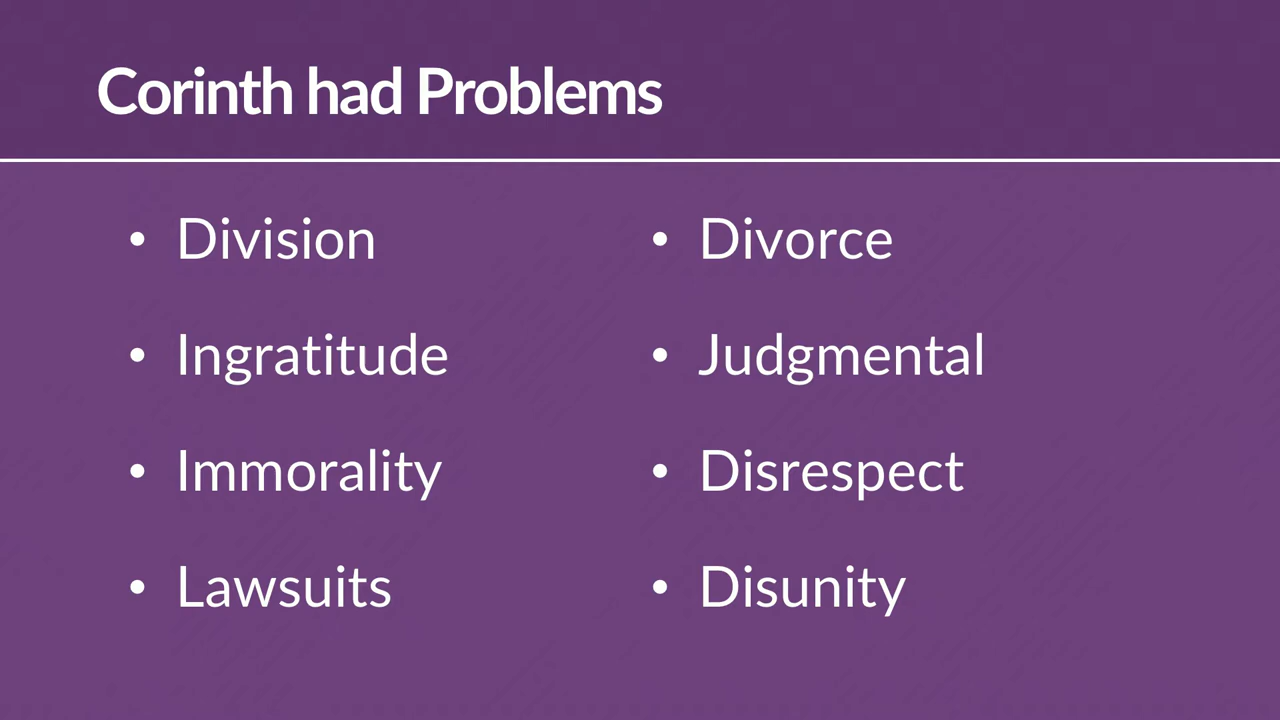 Corinth had Problems
• Division
• Ingratitude
• Immorality
• Lawsuits
• Divorce
• Judgmental
• Disrespect
• Disunity